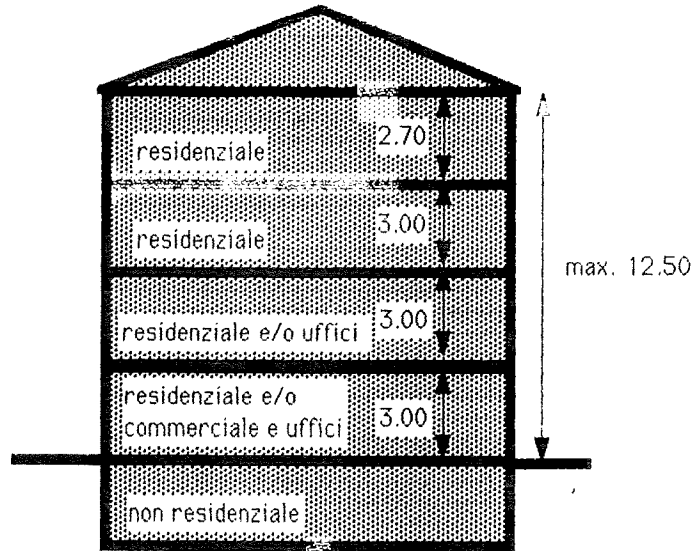 2.70
residenziale
3.00
residenziale
max. 12.50
residenziale e/o uffici
3.00
residenziale e/o
commerciale e uffici
3.00
non residenziale